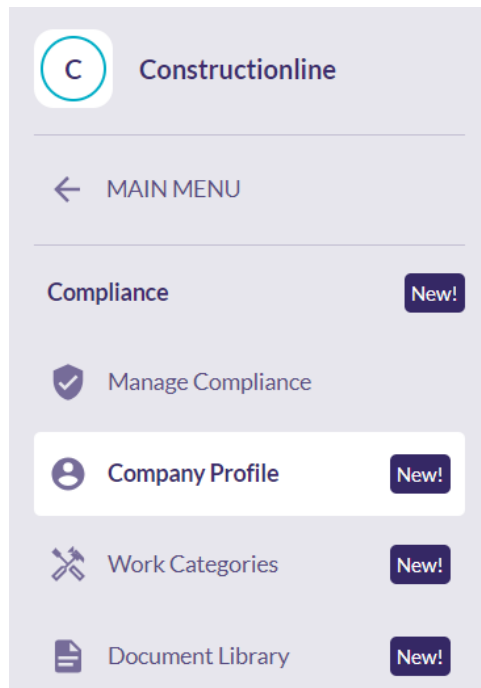 C Constructionline
MAIN MENU
Compliance New!
Manage Compliance
Company Profile New!
Work Categories New!
Document Library New!